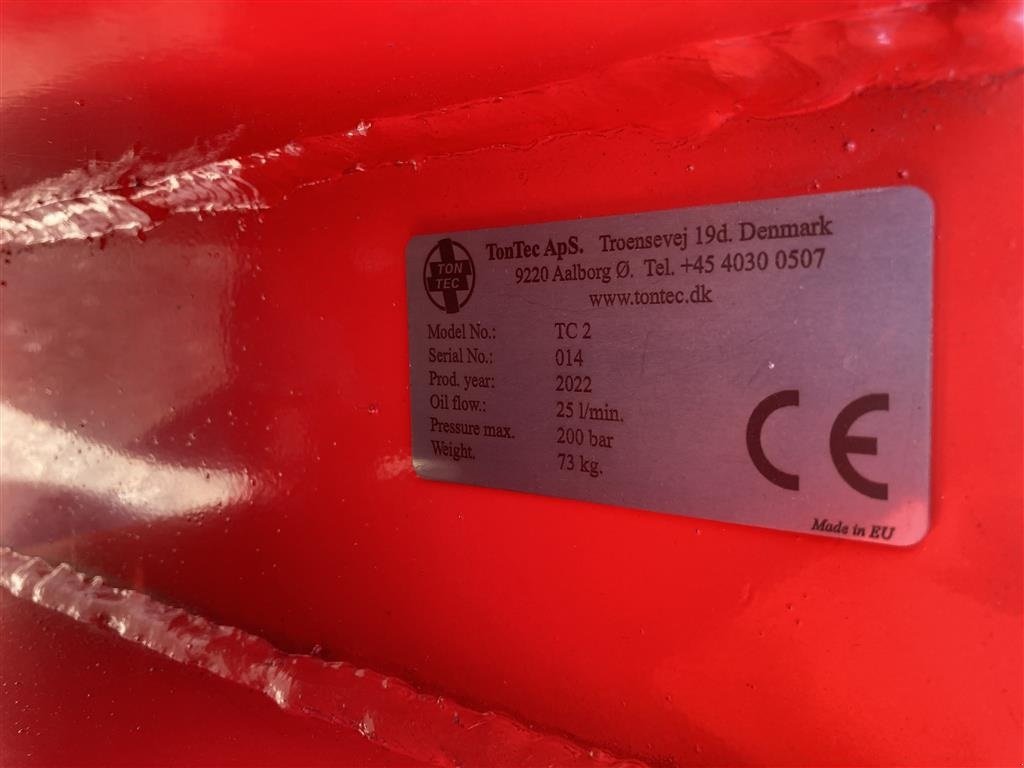 TON
TEC
TonTec ApS. Troensevej 19d. Denmark
9220 Aalborg Ø. Tel. +45 4030 0507
www.tontec.dk
Model No.: TC 2
Serial No.: 014
Prod. year: 2022
Oil flow.: 25 l/min.
Pressure max. 200 bar
Weight. 73 kg.
CE
Made in EU